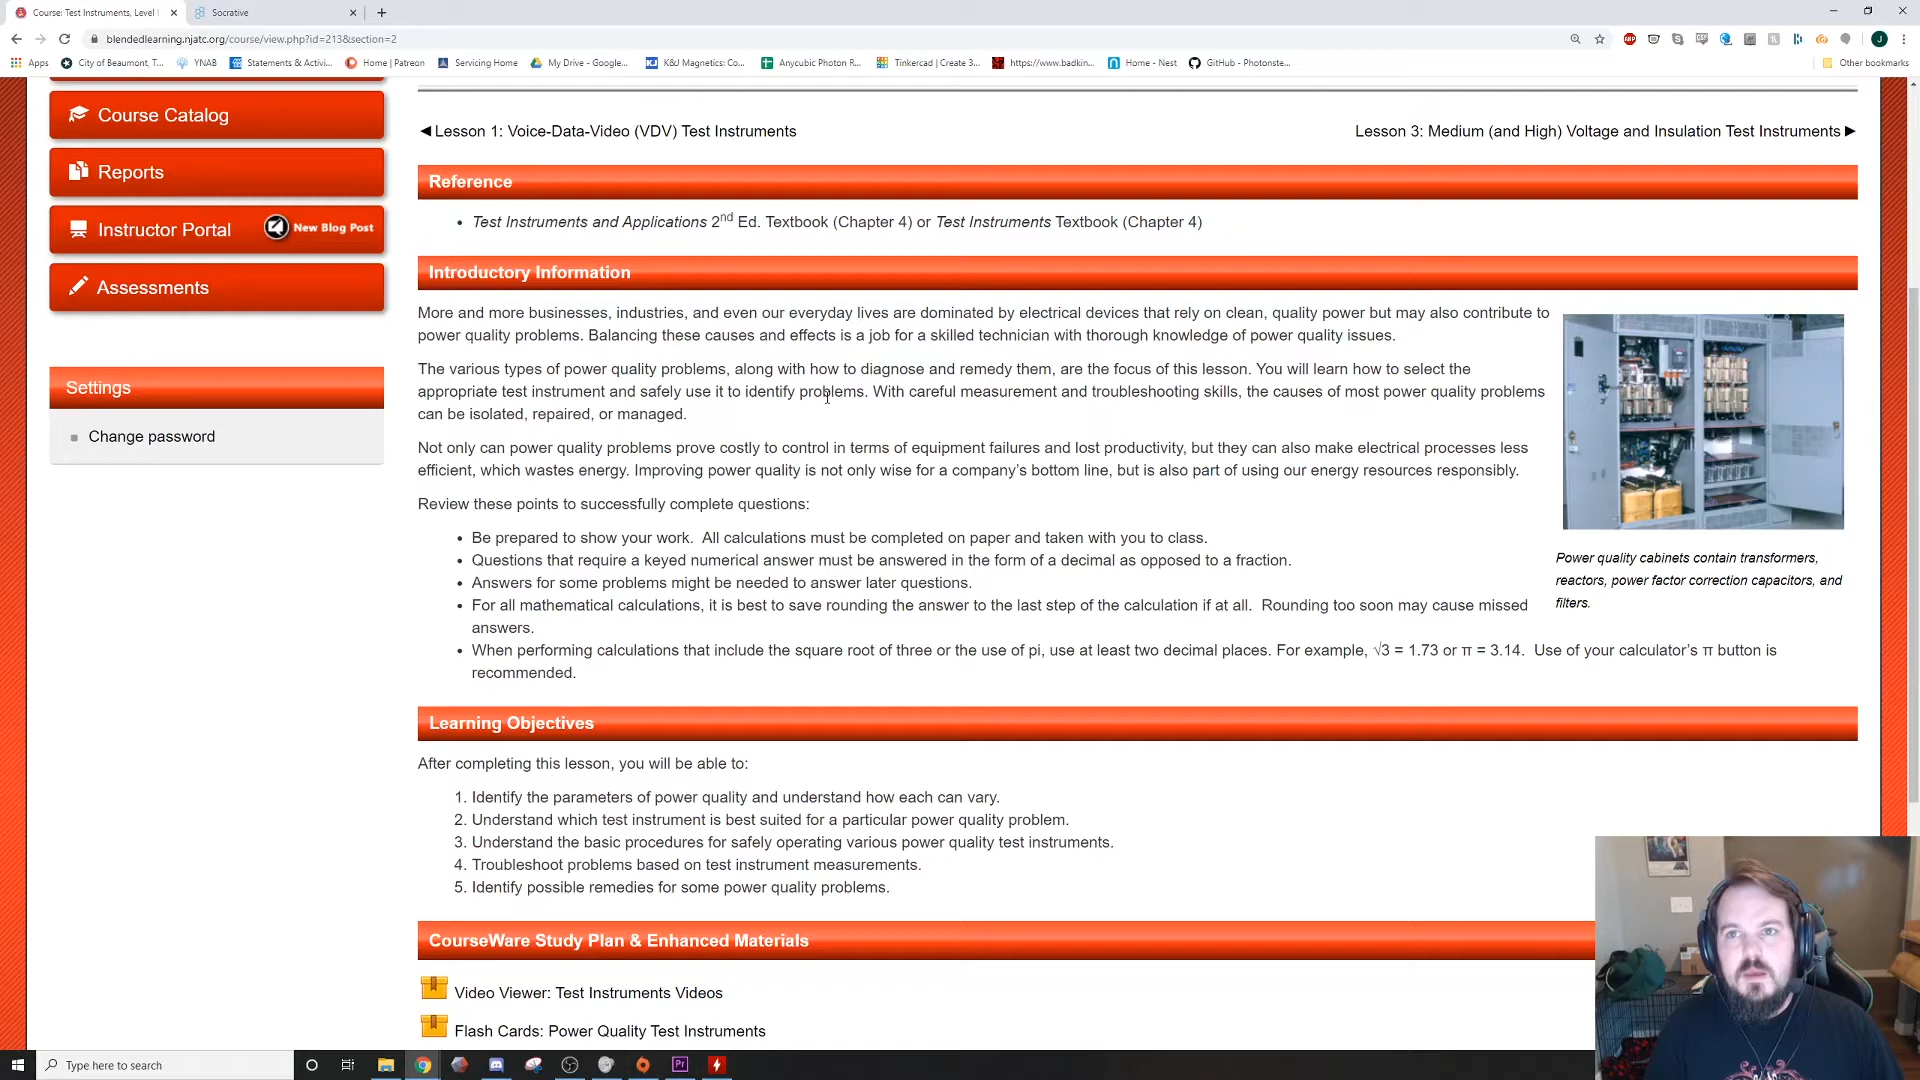 Course: Test Instruments, Level I
Socrative
blendedlearning.njatc.org/course/view.php?id=213&section=2
Apps
City of Beaumont, T...
YNAB
Statements & Activi...
Home | Patreon
Servicing Home
My Drive - Google...
K&J Magnetics: Co...
Anycubic Photon R...
Tinkercad | Create 3...
https://www.badkin...
Home - Nest
GitHub - Photonste...
Other bookmarks
Course Catalog
Reports
Instructor Portal
New Blog Post
Assessments
Settings
Change password
◀ Lesson 1: Voice-Data-Video (VDV) Test Instruments
Lesson 3: Medium (and High) Voltage and Insulation Test Instruments ▶
Reference
• Test Instruments and Applications 2nd Ed. Textbook (Chapter 4) or Test Instruments Textbook (Chapter 4)
Introductory Information
More and more businesses, industries, and even our everyday lives are dominated by electrical devices that rely on clean, quality power but may also contribute to
power quality problems. Balancing these causes and effects is a job for a skilled technician with thorough knowledge of power quality issues.
The various types of power quality problems, along with how to diagnose and remedy them, are the focus of this lesson. You will learn how to select the
appropriate test instrument and safely use it to identify problems. With careful measurement and troubleshooting skills, the causes of most power quality problems
can be isolated, repaired, or managed.
Not only can power quality problems prove costly to control in terms of equipment failures and lost productivity, but they can also make electrical processes less
efficient, which wastes energy. Improving power quality is not only wise for a company's bottom line, but is also part of using our energy resources responsibly.
Review these points to successfully complete questions:
• Be prepared to show your work. All calculations must be completed on paper and taken with you to class.
• Questions that require a keyed numerical answer must be answered in the form of a decimal as opposed to a fraction.
• Answers for some problems might be needed to answer later questions.
• For all mathematical calculations, it is best to save rounding the answer to the last step of the calculation if at all. Rounding too soon may cause missed
answers.
• When performing calculations that include the square root of three or the use of pi, use at least two decimal places. For example, √3 = 1.73 or π = 3.14. Use of your calculator's π button is
recommended.
Power quality cabinets contain transformers,
reactors, power factor correction capacitors, and
filters.
Learning Objectives
After completing this lesson, you will be able to:
1. Identify the parameters of power quality and understand how each can vary.
2. Understand which test instrument is best suited for a particular power quality problem.
3. Understand the basic procedures for safely operating various power quality test instruments.
4. Troubleshoot problems based on test instrument measurements.
5. Identify possible remedies for some power quality problems.
CourseWare Study Plan & Enhanced Materials
Video Viewer: Test Instruments Videos
Flash Cards: Power Quality Test Instruments
Type here to search
Pr